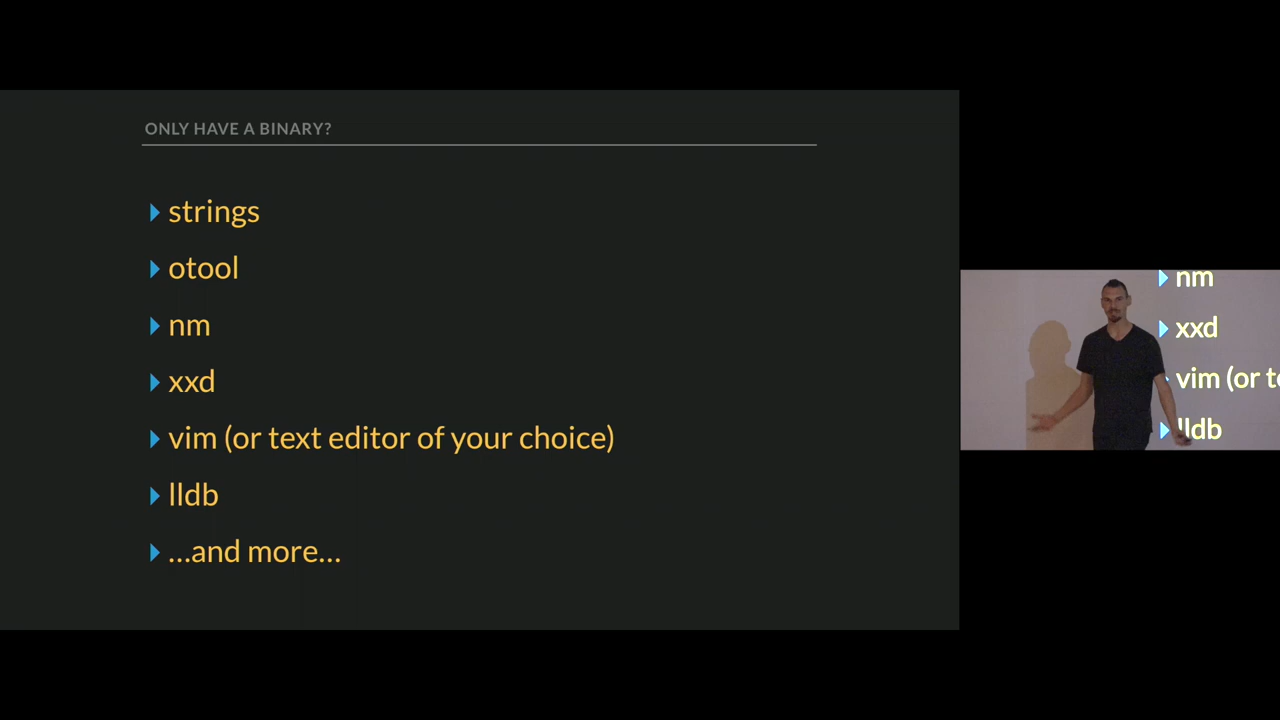 ONLY HAVE A BINARY?
strings
otool
nm
xxd
vim (or text editor of your choice)
lldb
...and more...
nm
xxd
vim (or t
lldb